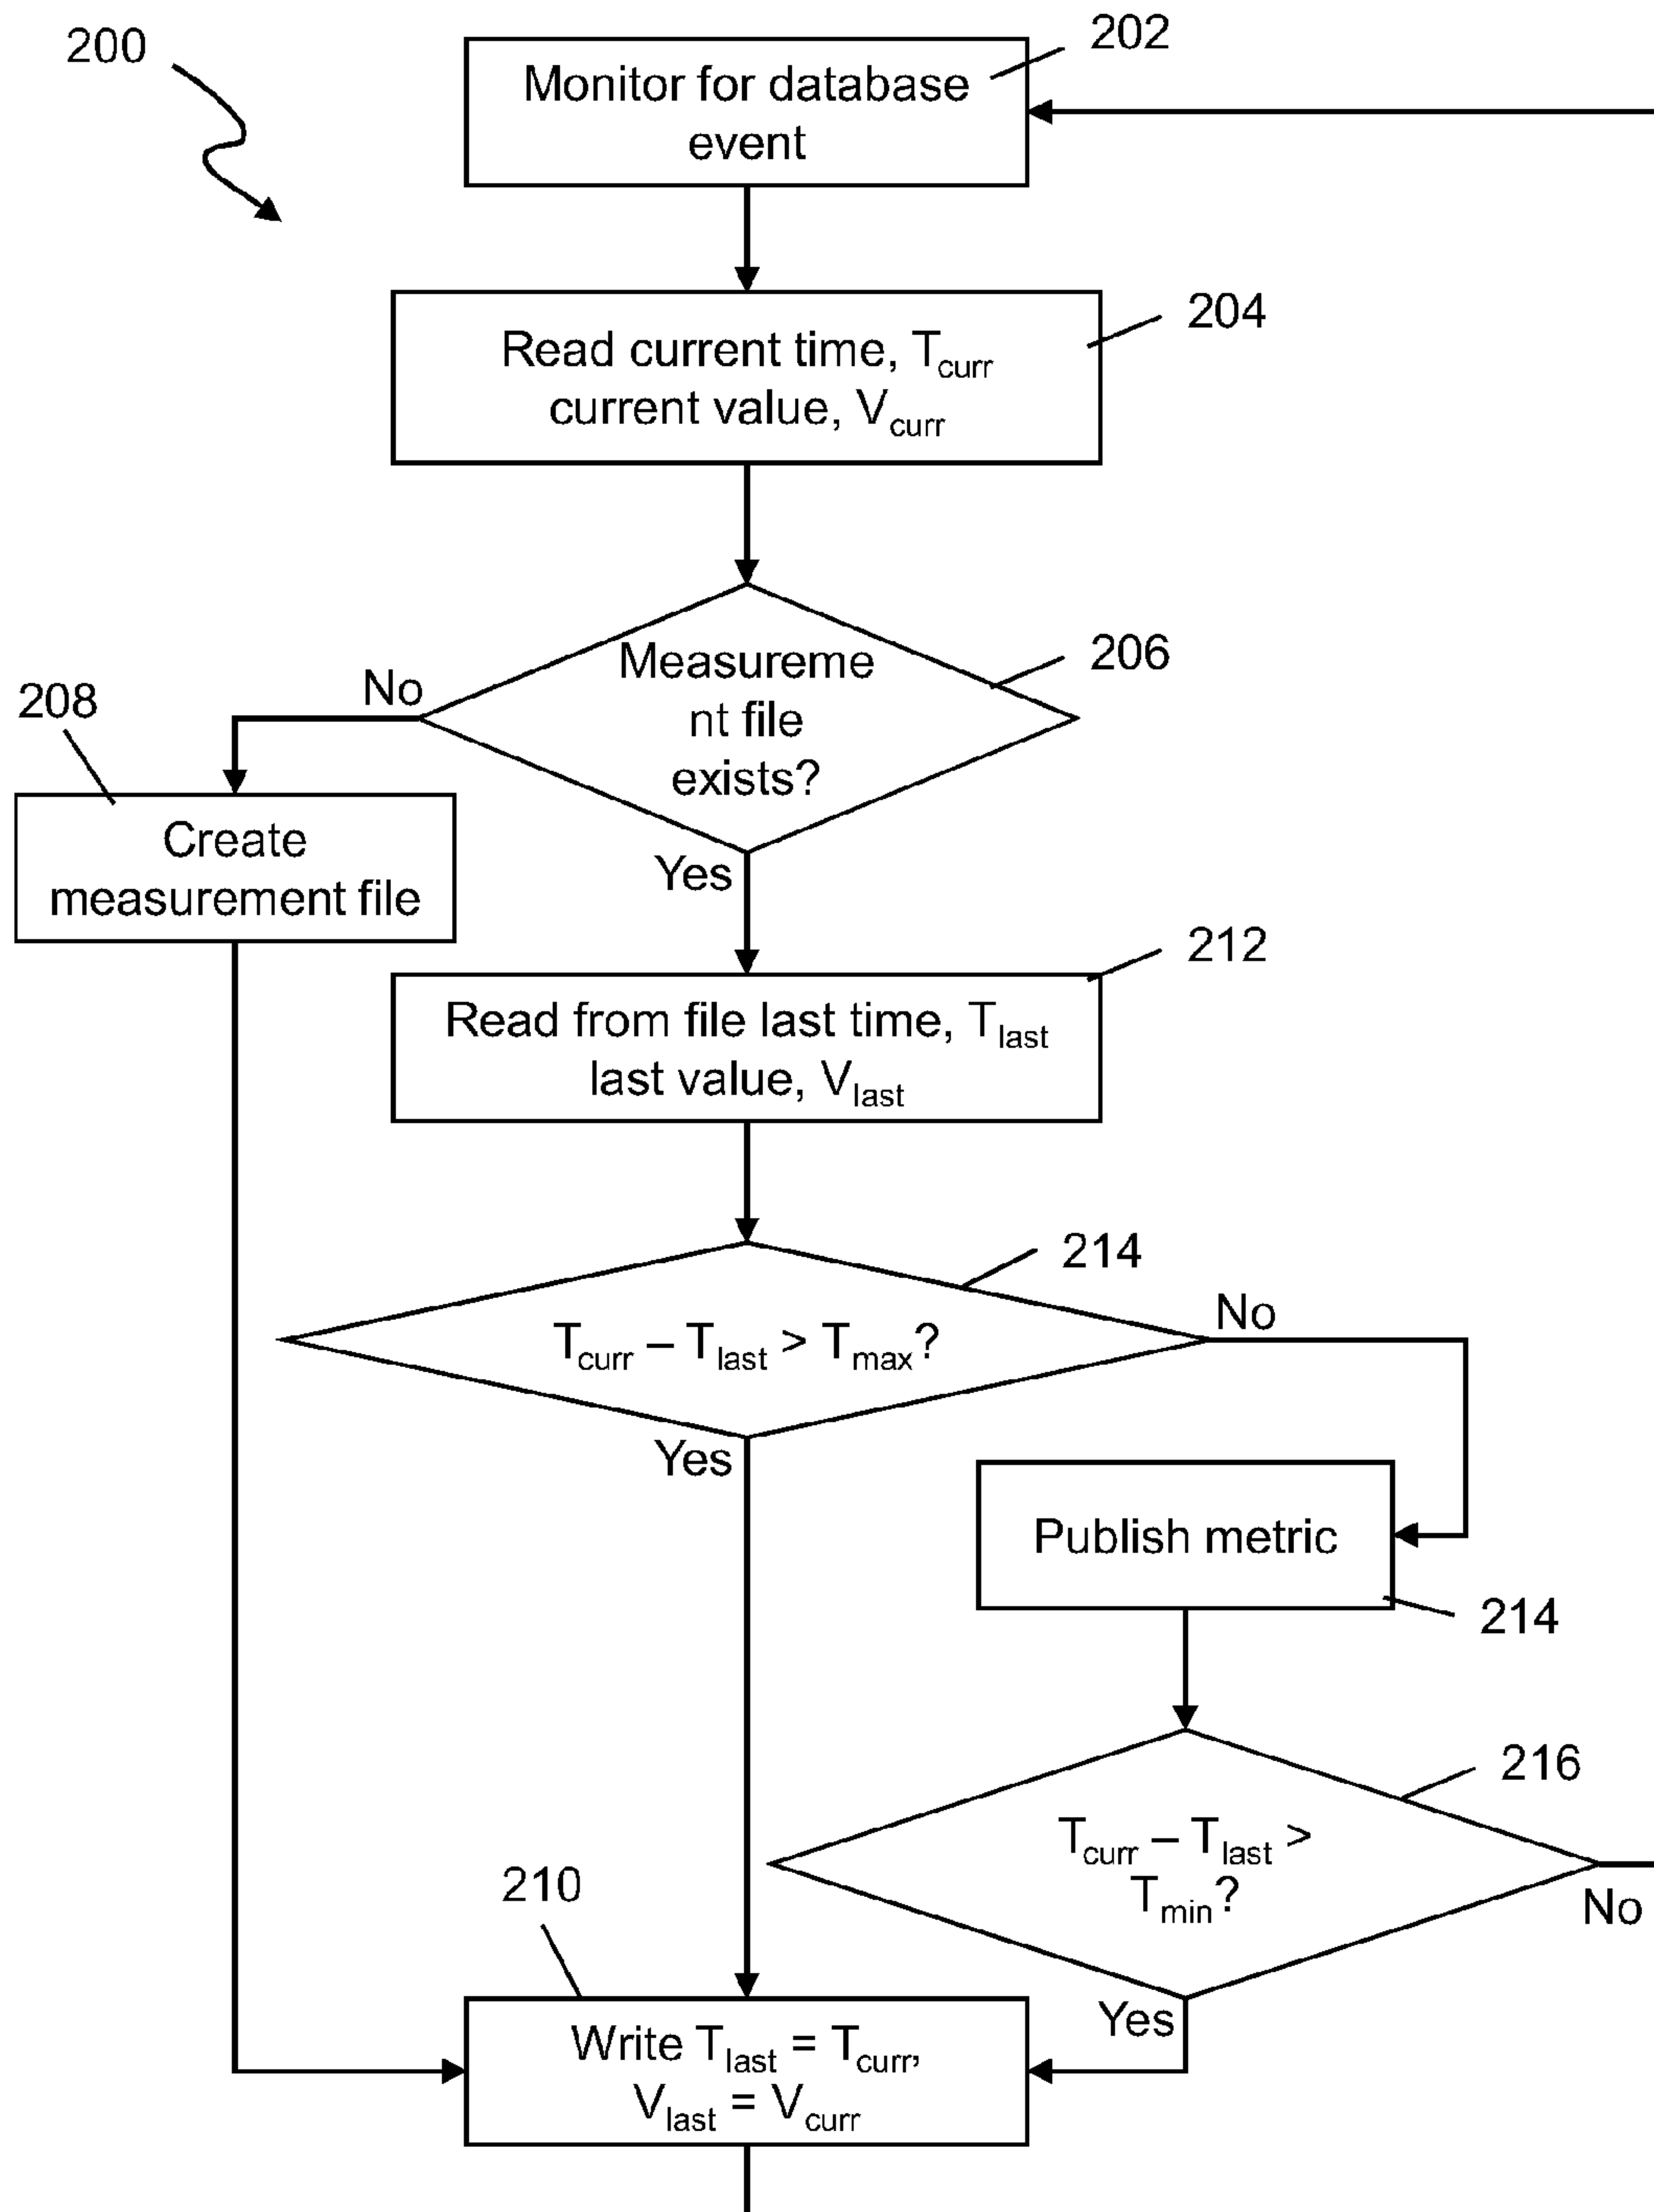 200
202
Monitor for database
event
204
Read current time, Tcurr
current value, Vcurr
206
Measureme
nt file
exists?
No
208
Create
measurement file
Yes
212
Read from file last time, Tlast
last value, Vlast
214
Tcurr – Tlast > Tmax?
No
Yes
Publish metric
214
216
Tcurr – Tlast >
Tmin?
No
210
Yes
Write Tlast = Tcurr,
Vlast = Vcurr